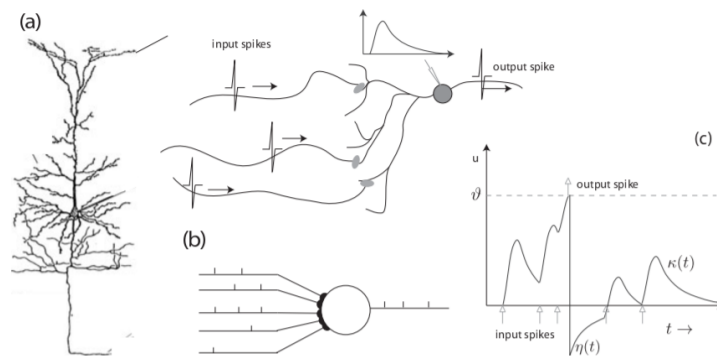 (a)
input spikes
output spike
(b)
(c)
u
ϑ
output spike
κ(t)
input spikes
η(t)
t →